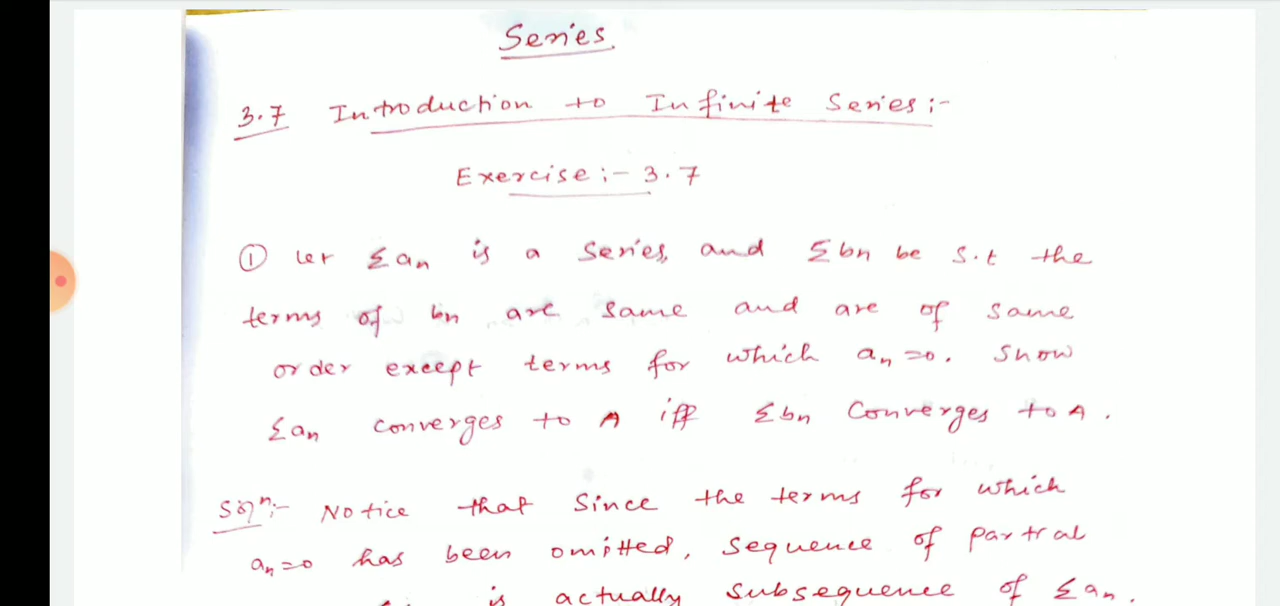 Series.
3.7 Introduction to Infinite Series :-
Exercise :- 3.7
① Let Σan is a series, and Σbn be s.t the
terms of bn are same and are of same
order except terms for which an =0. Show
Σan converges to A iff Σbn Converges to A.
Solⁿ:- Notice that since the terms for which
an =0 has been omitted, sequence of partial
is actually subsequence of Σan.